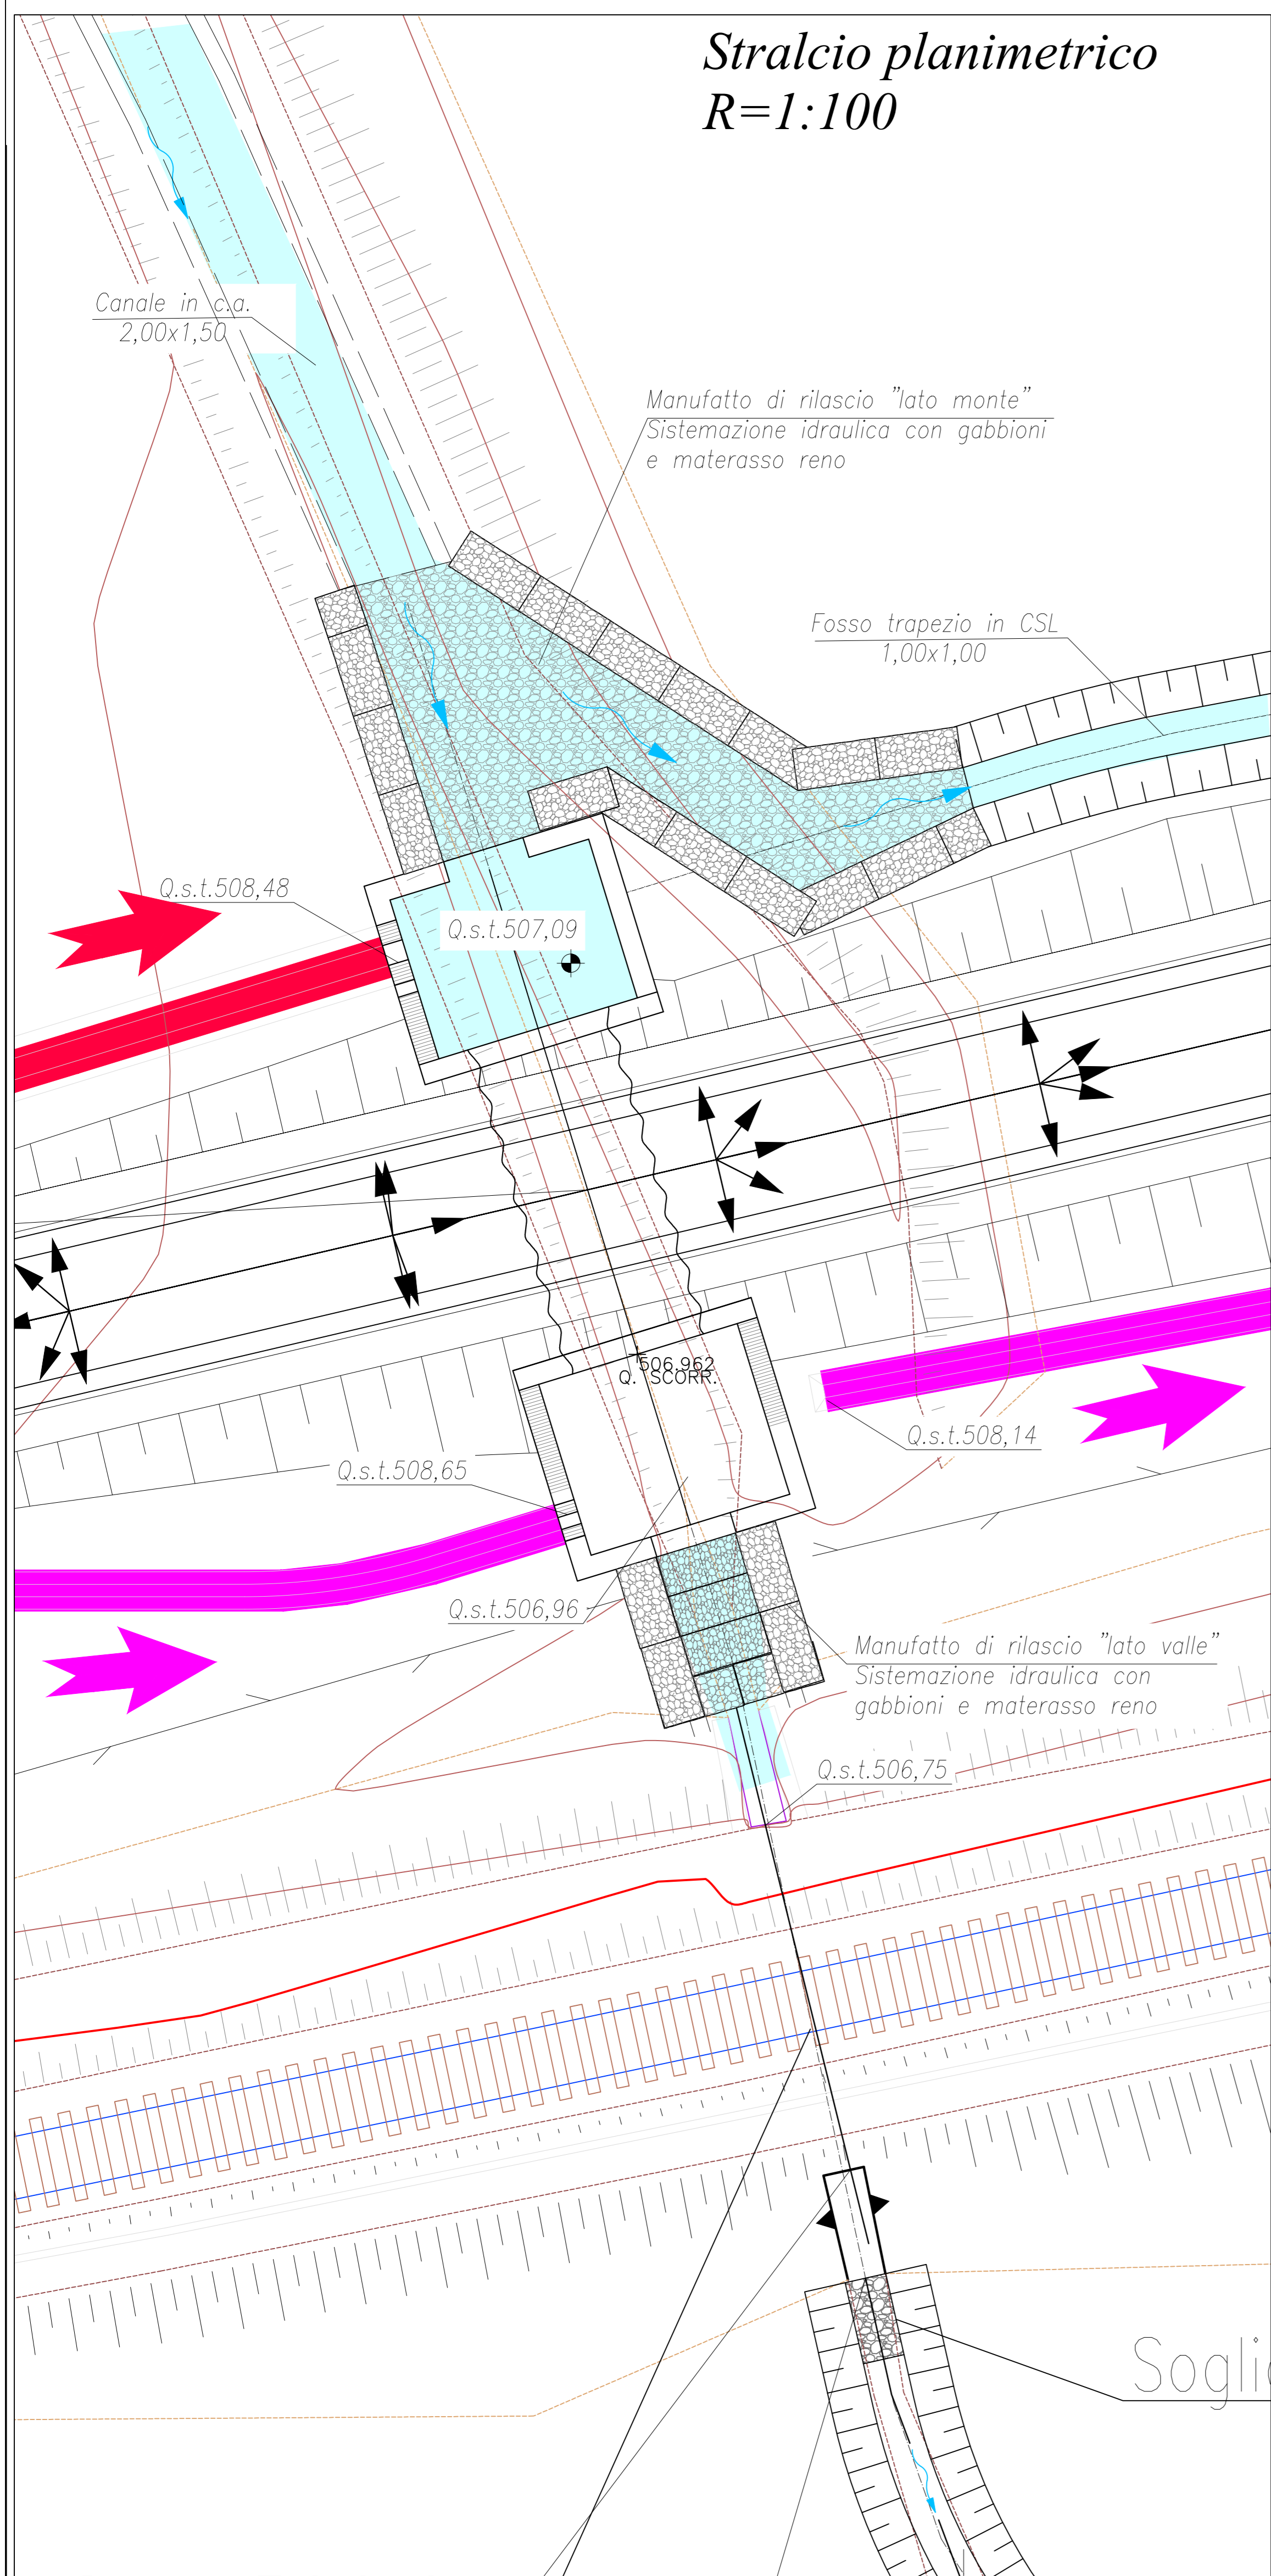 Stralcio planimetrico
R=1:100
Canale in c.a.
2,00x1,50
Manufatto di rilascio "lato monte"
Sistemazione idraulica con gabbioni
e materasso reno
Fosso trapezio in CSL
1,00x1,00
Q.s.t.508,48
Q.s.t.507,09
506.962
Q. SCORR.
Q.s.t.508,14
Q.s.t.508,65
Q.s.t.506,96
Manufatto di rilascio "lato valle"
Sistemazione idraulica con
gabbioni e materasso reno
Q.s.t.506,75